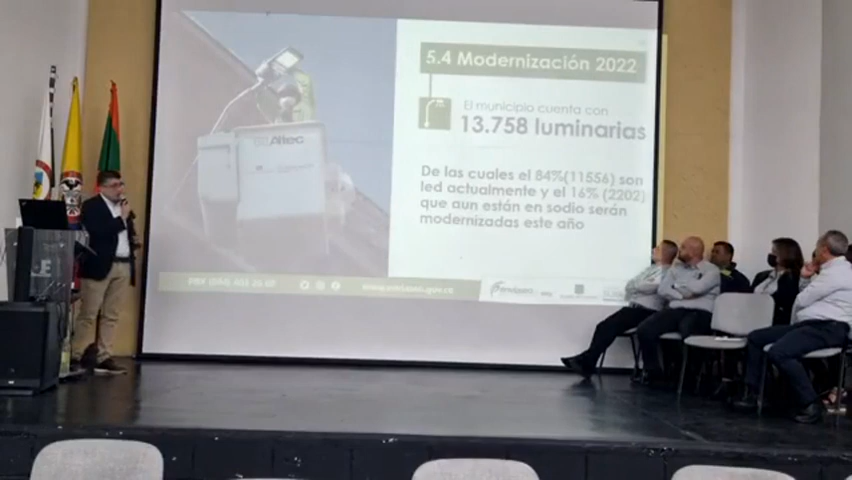 5.4 Modernización 2022
El municipio cuenta con
13.758 luminarias
De las cuales el 84%(11556) son
led actualmente y el 16% (2202)
que aun están en sodio serán
modernizadas este año
Altec